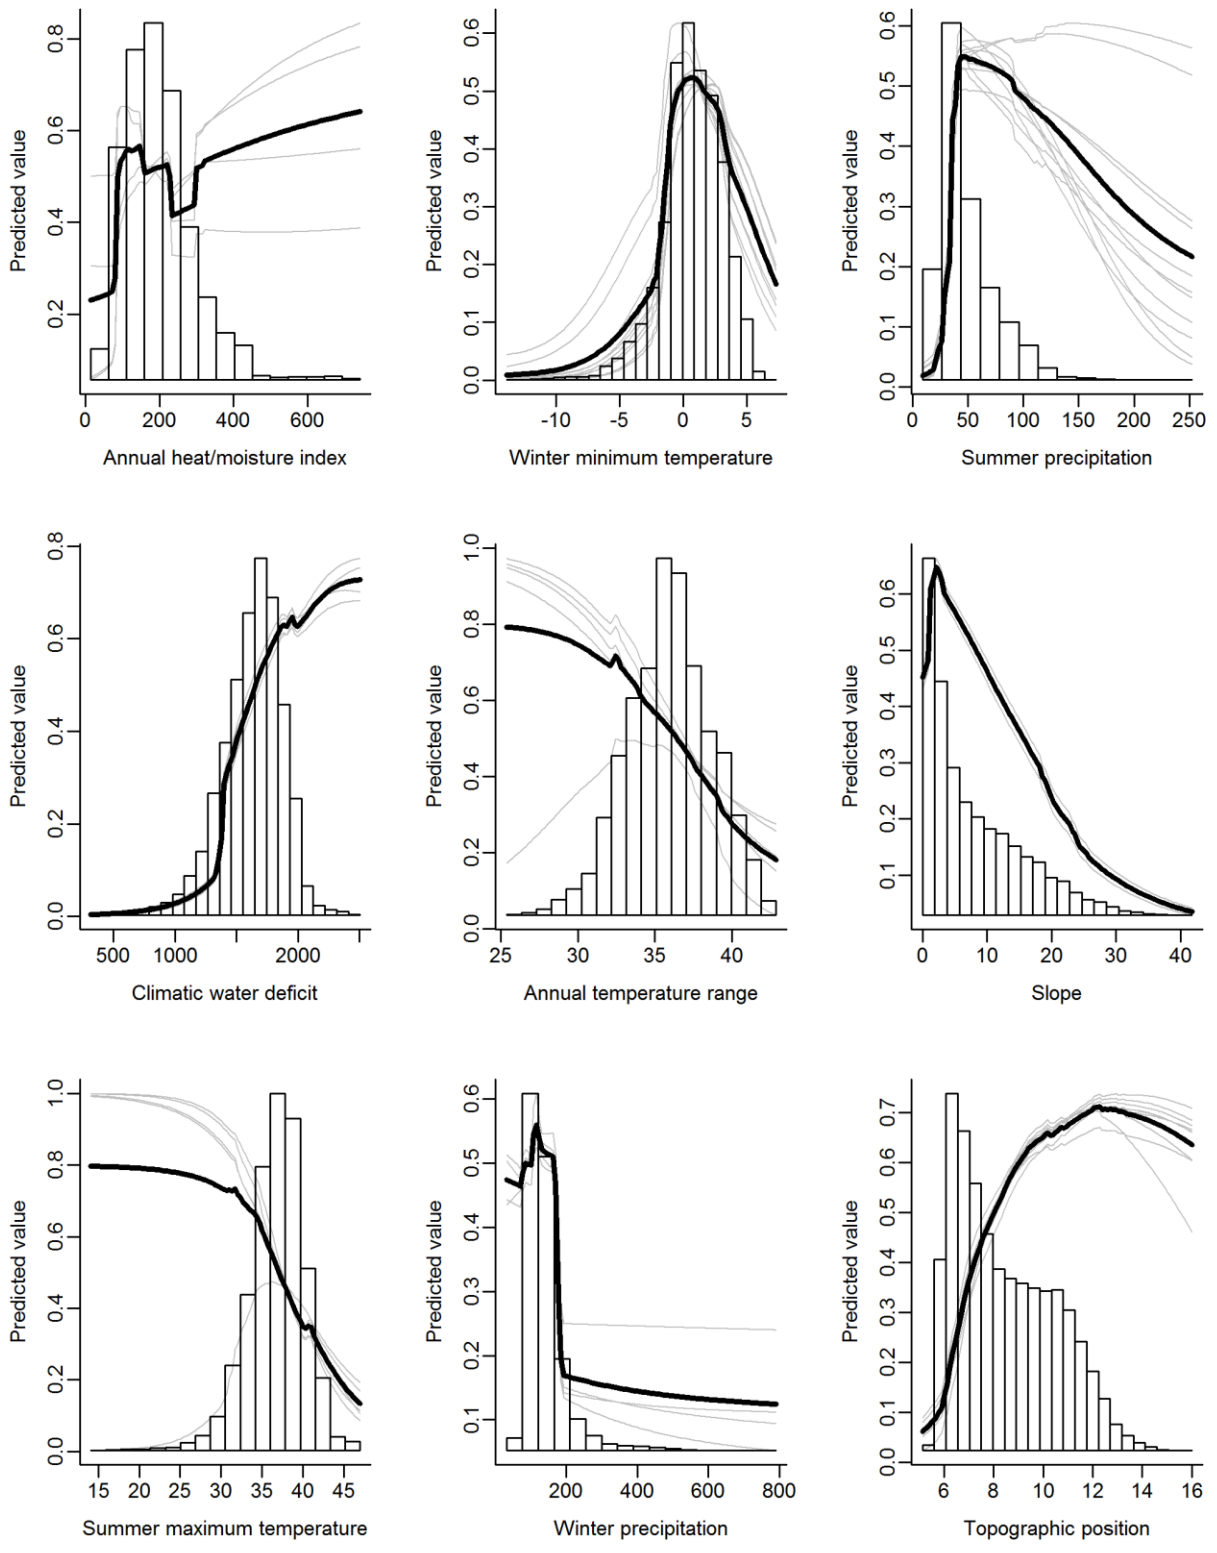 0.8
0.6
0.4
0.2
Predicted value
0 200 400 600
Annual heat/moisture index
0.6
0.5
0.4
0.3
0.2
0.1
0.0
Predicted value
-10 -5 0 5
Winter minimum temperature
0.6
0.5
0.4
0.3
0.2
0.1
0.0
Predicted value
0 50 100 150 200 250
Summer precipitation
0.8
0.6
0.4
0.2
0.0
Predicted value
500 1000 2000
Climatic water deficit
1.0
0.8
0.6
0.4
0.2
0.0
Predicted value
25 30 35 40
Annual temperature range
0.6
0.5
0.4
0.3
0.2
0.1
Predicted value
0 10 20 30 40
Slope
1.0
0.8
0.6
0.4
0.2
0.0
Predicted value
15 20 25 30 35 40 45
Summer maximum temperature
0.6
0.5
0.4
0.3
0.2
0.1
Predicted value
200 400 600 800
Winter precipitation
0.7
0.6
0.5
0.4
0.3
0.2
0.1
0.0
Predicted value
6 8 10 12 14 16
Topographic position